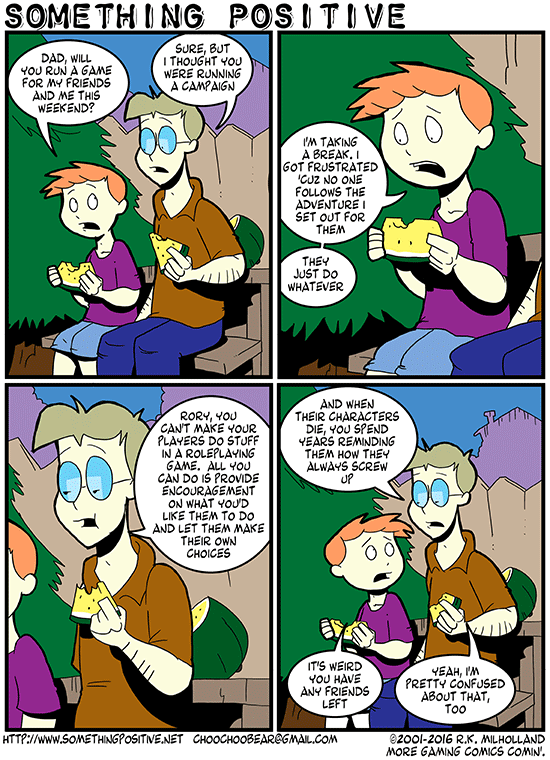 SOMETHING POSITIVE
DAD, WILL
YOU RUN A GAME
FOR MY FRIENDS
AND ME THIS
WEEKEND?
SURE, BUT
I THOUGHT YOU
WERE RUNNING
A CAMPAIGN
I'M TAKING
A BREAK. I
GOT FRUSTRATED
'CUZ NO ONE
FOLLOWS THE
ADVENTURE I
SET OUT FOR
THEM
THEY
JUST DO
WHATEVER
RORY, YOU
CAN'T MAKE YOUR
PLAYERS DO STUFF
IN A ROLEPLAYING
GAME. ALL YOU
CAN DO IS PROVIDE
ENCOURAGEMENT
ON WHAT YOU'D
LIKE THEM TO DO
AND LET THEM MAKE
THEIR OWN
CHOICES
AND WHEN
THEIR CHARACTERS
DIE, YOU SPEND
YEARS REMINDING
THEM HOW THEY
ALWAYS SCREW
UP
IT'S WEIRD
YOU HAVE
ANY FRIENDS
LEFT
YEAH, I'M
PRETTY CONFUSED
ABOUT THAT,
TOO
HTTP://WWW.SOMETHINGPOSITIVE.NET CHOOCHOOBEAR@GMAIL.COM
©2001-2016 R.K. MILHOLLAND
MORE GAMING COMICS COMIN'.